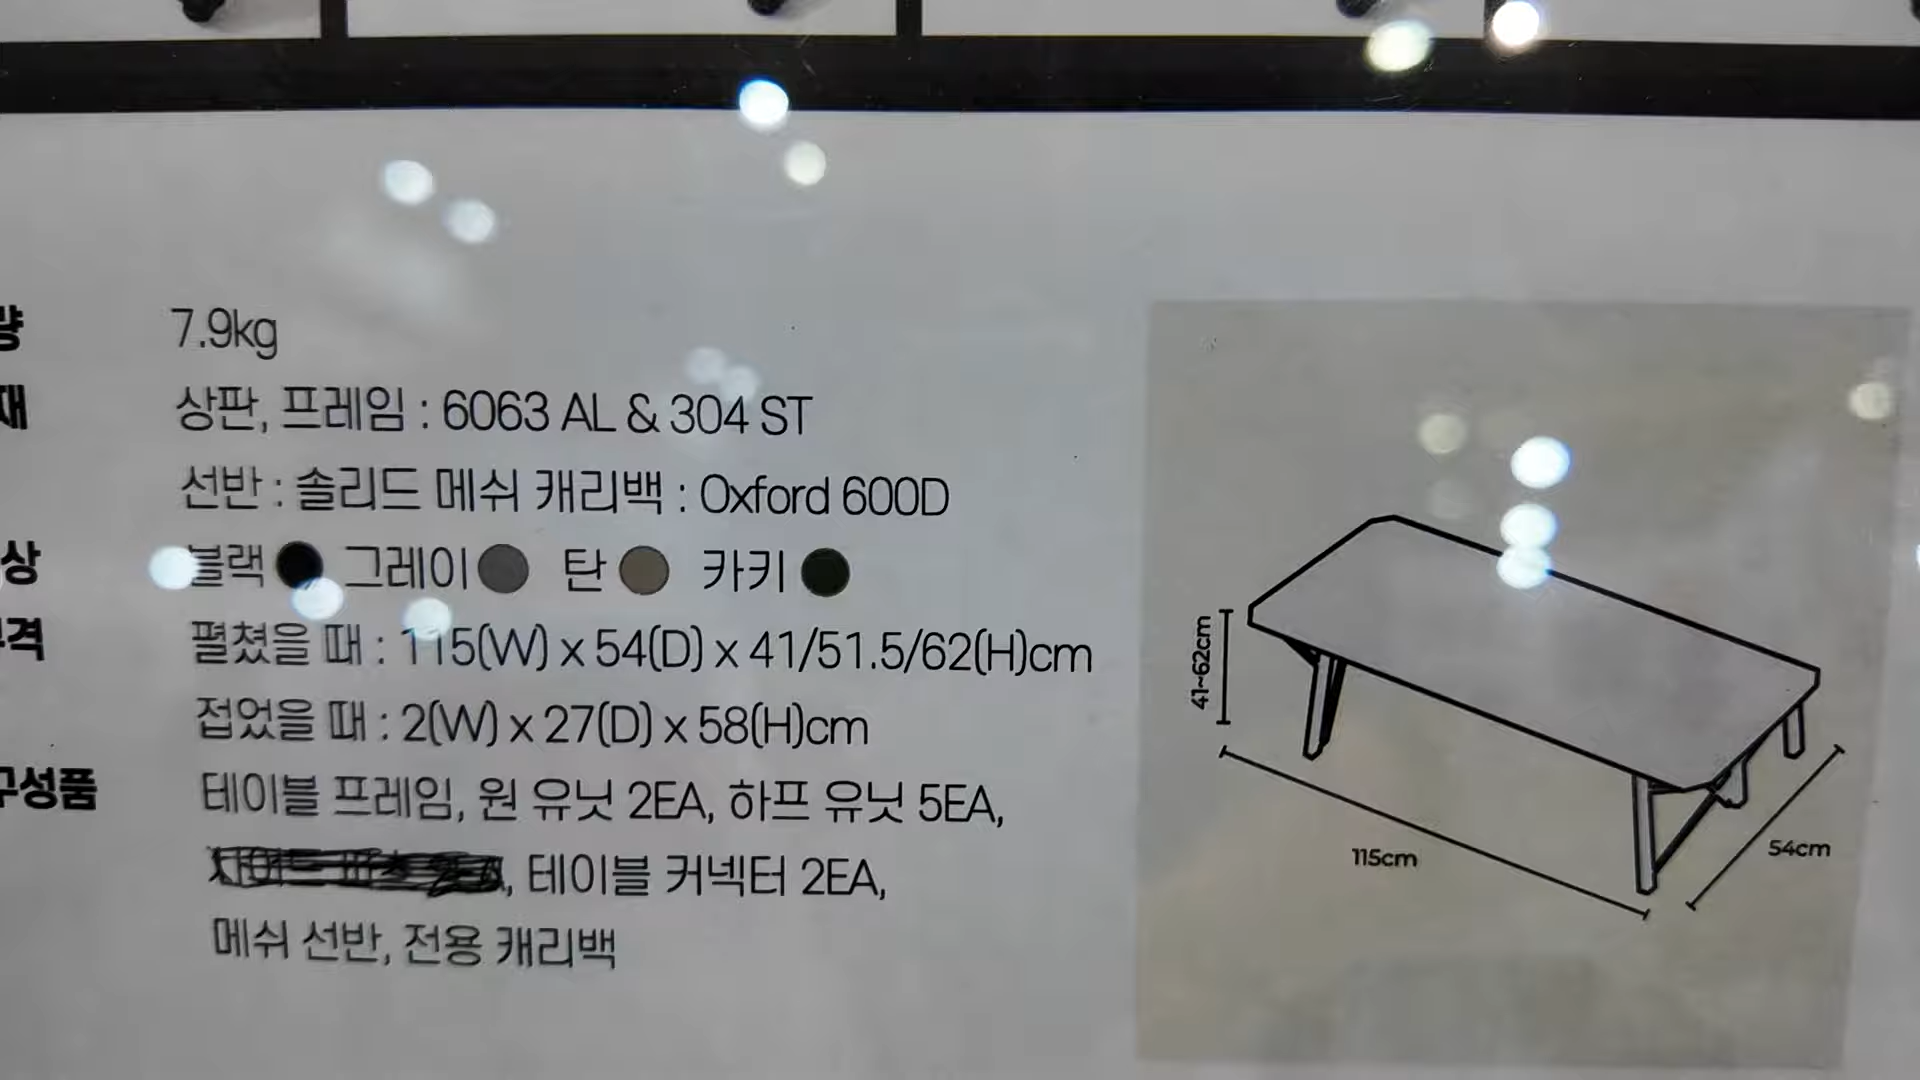 량
7.9kg
재
상판, 프레임 : 6063 AL & 304 ST
선반 : 솔리드 메쉬 캐리백 : Oxford 600D
상
블랙 그레이 탄 카키
격
펼쳤을 때 : 115(W) x 54(D) x 41/51.5/62(H)cm
접었을 때 : 2(W) x 27(D) x 58(H)cm
구성품
테이블 프레임, 원 유닛 2EA, 하프 유닛 5EA,
, 테이블 커넥터 2EA,
메쉬 선반, 전용 캐리백
41~62cm
115cm
54cm